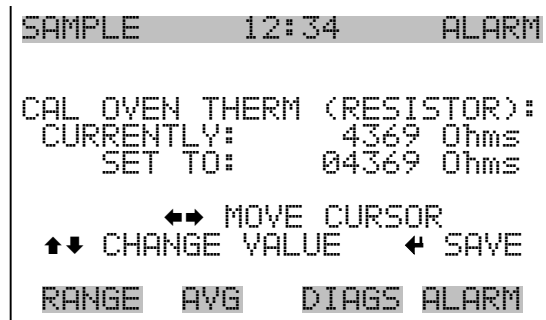 SAMPLE 12:34 ALARM
CAL OVEN THERM (RESISTOR):
CURRENTLY: 4369 Ohms
SET TO: 04369 Ohms
⬅➡ MOVE CURSOR
⬆⬇ CHANGE VALUE ↵ SAVE
RANGE AVG DIAGS ALARM